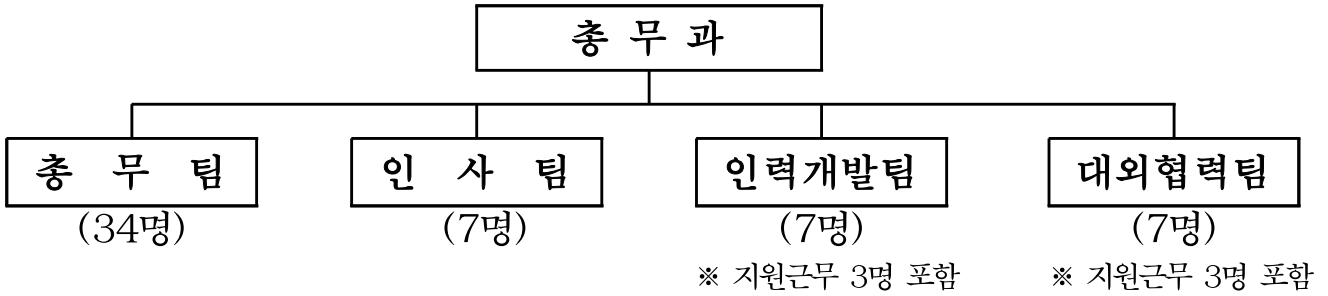 총 무 과
총 무 팀 인 사 팀 인력개발팀 대외협력팀
(34명) (7명) (7명) (7명)
※ 지원근무 3명 포함 ※ 지원근무 3명 포함